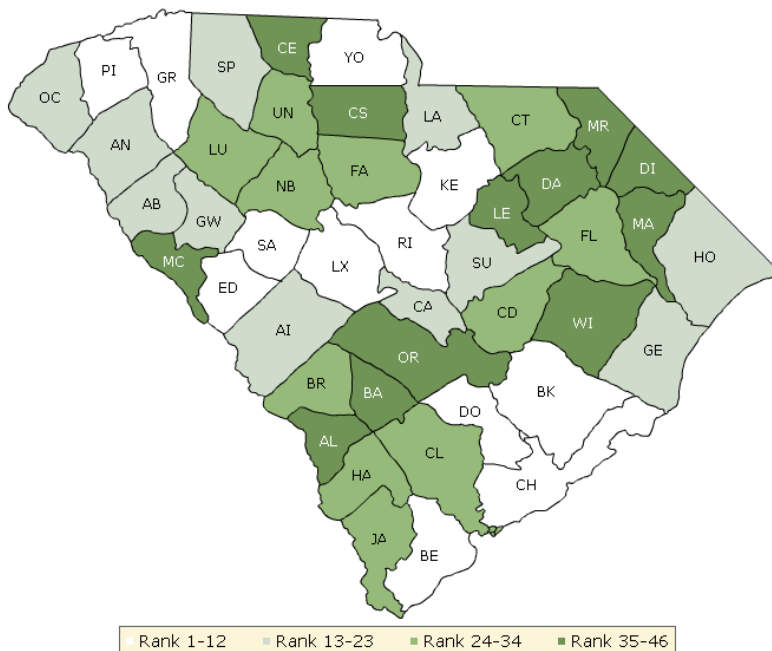 CE
YO
PI
SP
GR
OC
UN
CS
LA
CT
MR
AN
LU
FA
DI
NB
KE
DA
AB
GW
LE
MA
SA
RI
FL
HO
MC
LX
SU
ED
CA
CD
WI
AI
GE
OR
BR
BA
BK
DO
AL
CL
HA
CH
JA
BE
Rank 1-12 Rank 13-23 Rank 24-34 Rank 35-46